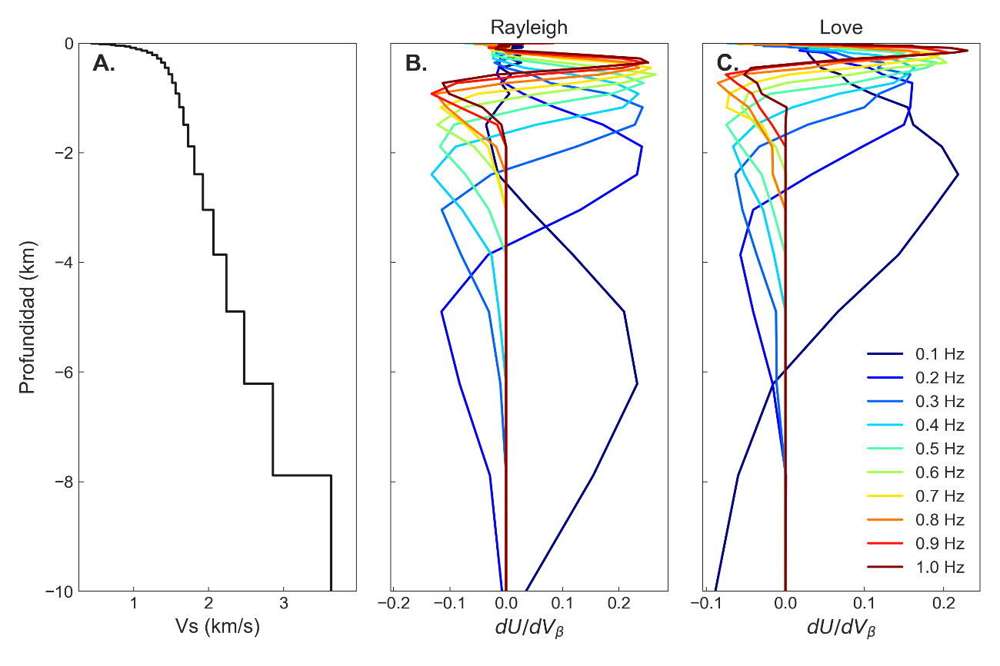 Rayleigh
Love
A.
B.
C.
0
−2
−4
−6
−8
−10
Profundidad (km)
1 2 3
Vs (km/s)
−0.2 −0.1 0.0 0.1 0.2
dU/dVβ
−0.1 0.0 0.1 0.2
dU/dVβ
0.1 Hz
0.2 Hz
0.3 Hz
0.4 Hz
0.5 Hz
0.6 Hz
0.7 Hz
0.8 Hz
0.9 Hz
1.0 Hz